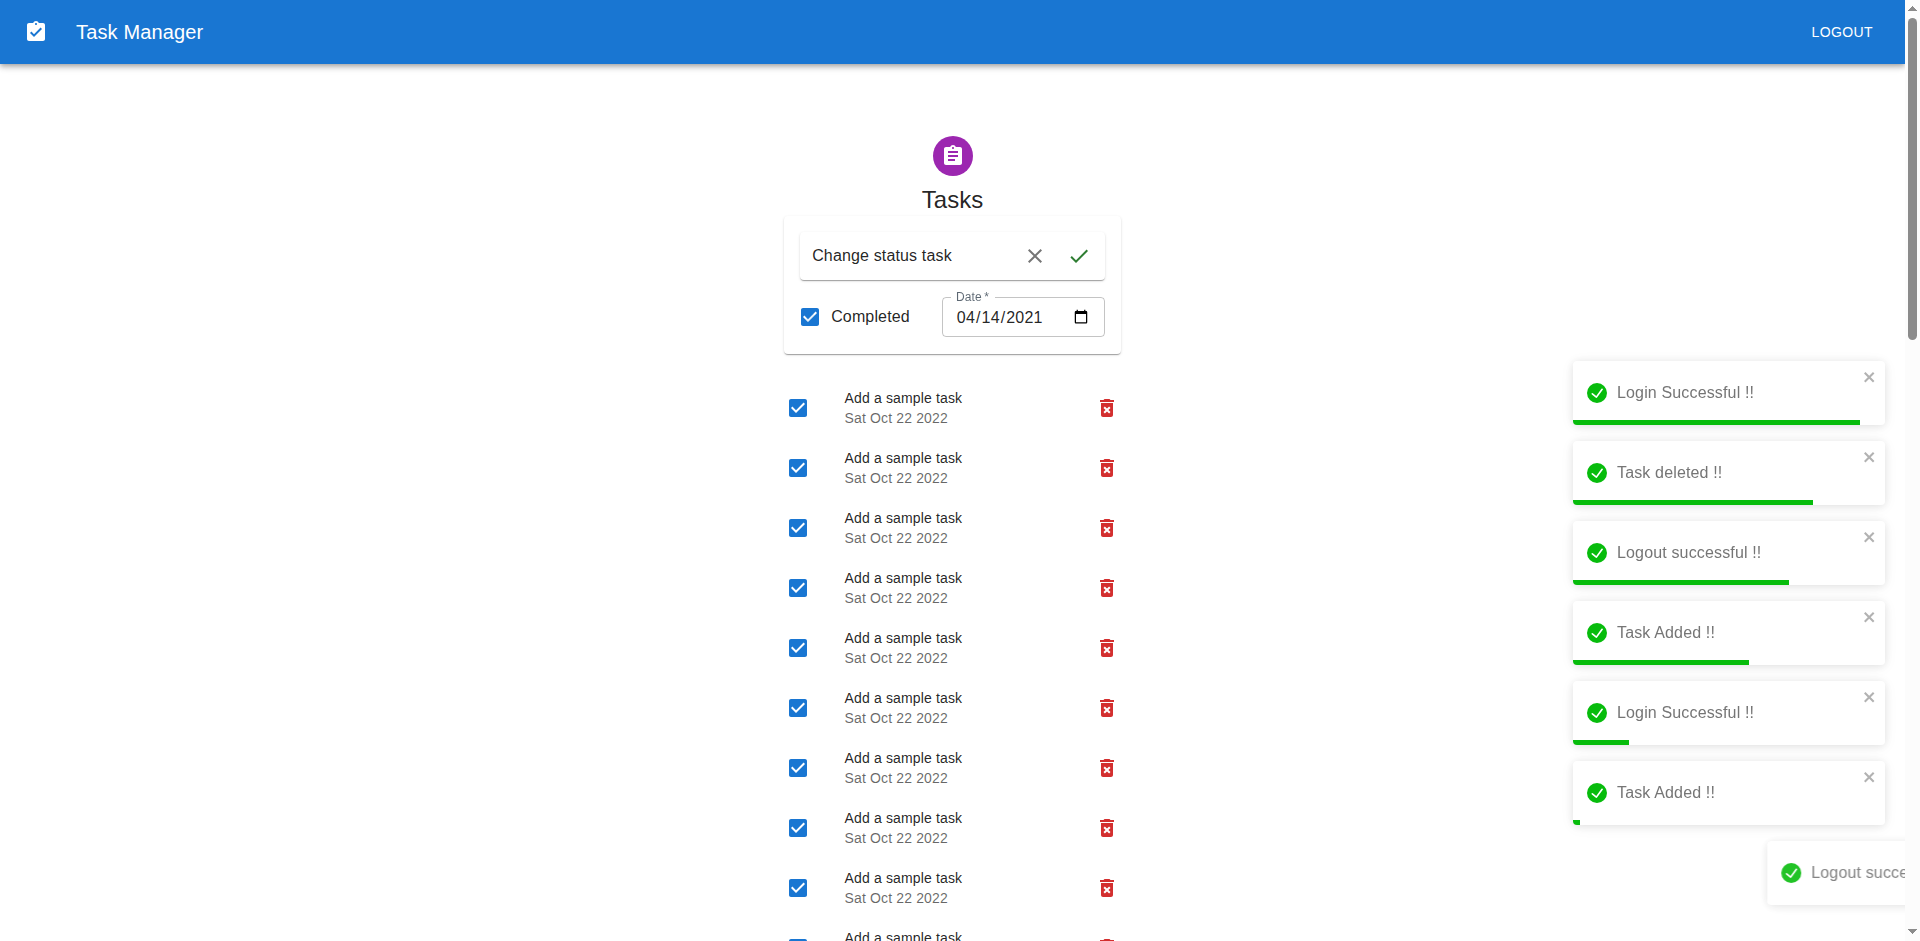 Task Manager
LOGOUT
Tasks
Change status task
Completed
Date *
04/14/2021
Add a sample task
Sat Oct 22 2022
Add a sample task
Sat Oct 22 2022
Add a sample task
Sat Oct 22 2022
Add a sample task
Sat Oct 22 2022
Add a sample task
Sat Oct 22 2022
Add a sample task
Sat Oct 22 2022
Add a sample task
Sat Oct 22 2022
Add a sample task
Sat Oct 22 2022
Add a sample task
Sat Oct 22 2022
Add a sample task
Login Successful !!
Task deleted !!
Logout successful !!
Task Added !!
Login Successful !!
Task Added !!
Logout succe